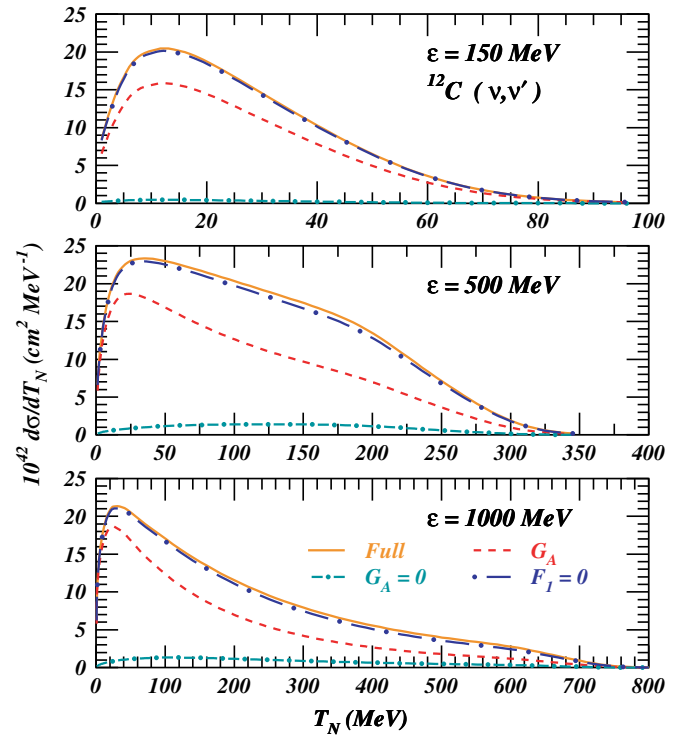 25
20
15
10
5
0
ε = 150 MeV
¹²C (ν,ν′)
0 20 40 60 80 100
25
20
15
10
5
0
ε = 500 MeV
0 50 100 150 200 250 300 350 400
10⁴² dσ/dT_N (cm² MeV⁻¹)
25
20
15
10
5
0
ε = 1000 MeV
Full G_A
G_A = 0 F_1 = 0
0 100 200 300 400 500 600 700 800
T_N (MeV)